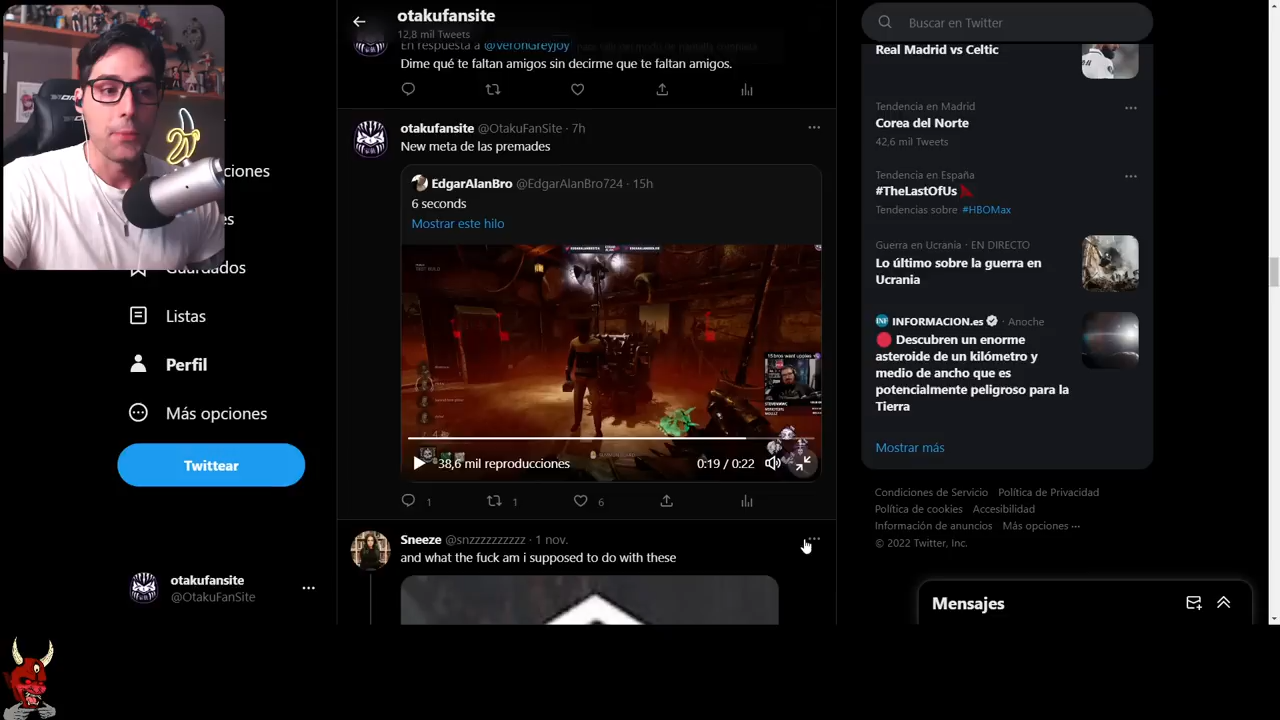 otakufansite
12,8 mil Tweets
En respuesta a @VeronGreyjoy
Dime qué te faltan amigos sin decirme que te faltan amigos.
otakufansite @OtakuFanSite · 7h
New meta de las premades
EdgarAlanBro @EdgarAlanBro724 · 15h
6 seconds
Mostrar este hilo
38,6 mil reproducciones
0:19 / 0:22
1
1
6
Sneeze @snzzzzzzzzzz · 1 nov.
and what the fuck am i supposed to do with these
ciones
es
Guardados
Listas
Perfil
Más opciones
Twittear
otakufansite
@OtakuFanSite
Buscar en Twitter
Real Madrid vs Celtic
Tendencia en Madrid
Corea del Norte
42,6 mil Tweets
Tendencia en España
#TheLastOfUs
Tendencias sobre #HBOMax
Guerra en Ucrania · EN DIRECTO
Lo último sobre la guerra en
Ucrania
INFORMACION.es · Anoche
Descubren un enorme
asteroide de un kilómetro y
medio de ancho que es
potencialmente peligroso para la
Tierra
Mostrar más
Condiciones de Servicio Política de Privacidad
Política de cookies Accesibilidad
Información de anuncios Más opciones ···
© 2022 Twitter, Inc.
Mensajes